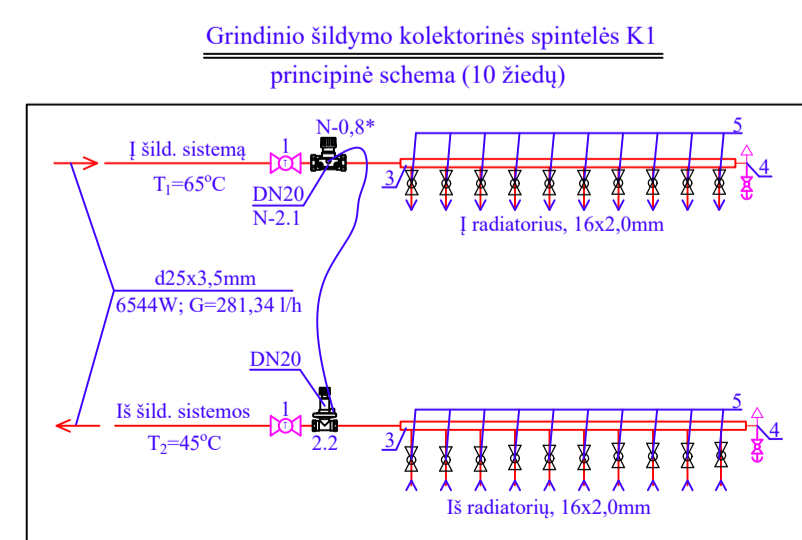 Grindinio šildymo kolektorinės spintelės K1
principinė schema (10 žiedų)
N-0,8*
5
1
Į šild. sistemą
T₁=65°C
DN20
N-2.1
3
4
Į radiatorius, 16x2,0mm
d25x3,5mm
6544W; G=281,34 l/h
DN20
5
1
Iš šild. sistemos
T₂=45°C
2.2
3
4
Iš radiatorių, 16x2,0mm